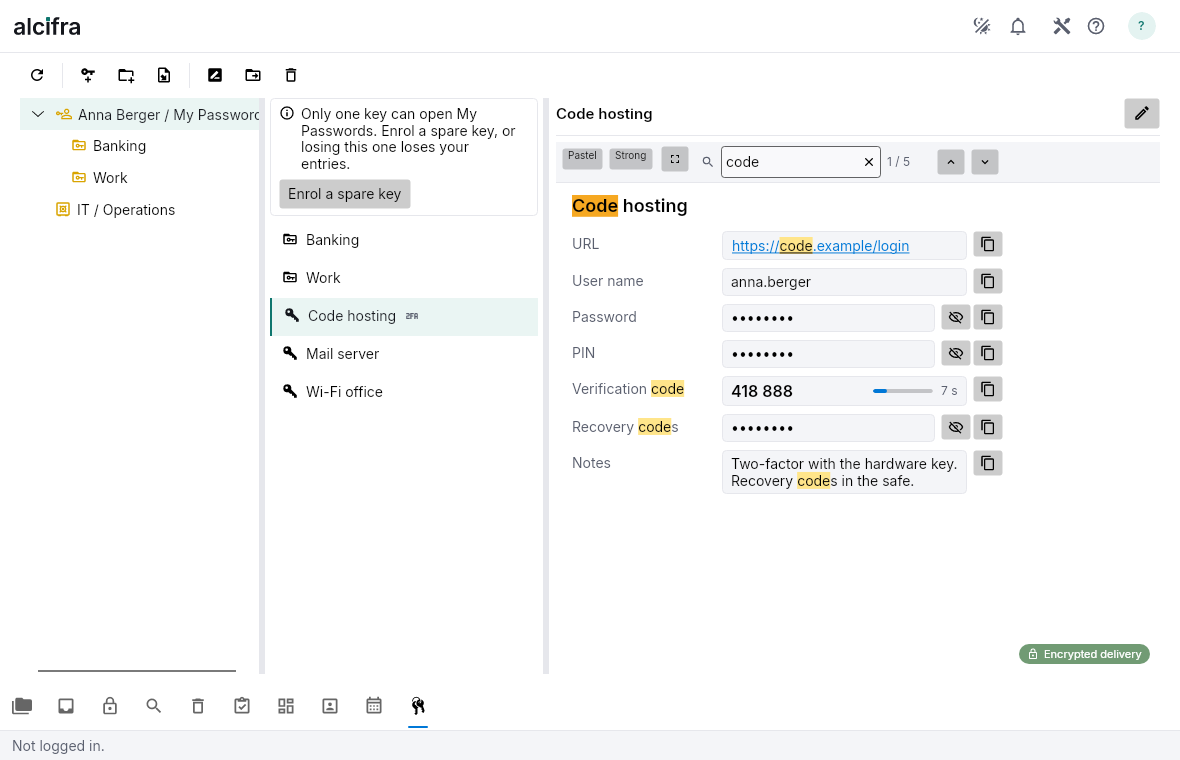 alcifra
?
Anna Berger / My Password
Banking
Work
IT / Operations
Only one key can open My
Passwords. Enrol a spare key, or
losing this one loses your
entries.
Enrol a spare key
Banking
Work
Code hosting 2FA
Mail server
Wi-Fi office
Code hosting
Pastel Strong code 1 / 5
Code hosting
URL https://code.example/login
User name anna.berger
Password ••••••••
PIN ••••••••
Verification code 418 888 7 s
Recovery codes ••••••••
Notes Two-factor with the hardware key.
Recovery codes in the safe.
Encrypted delivery
Not logged in.